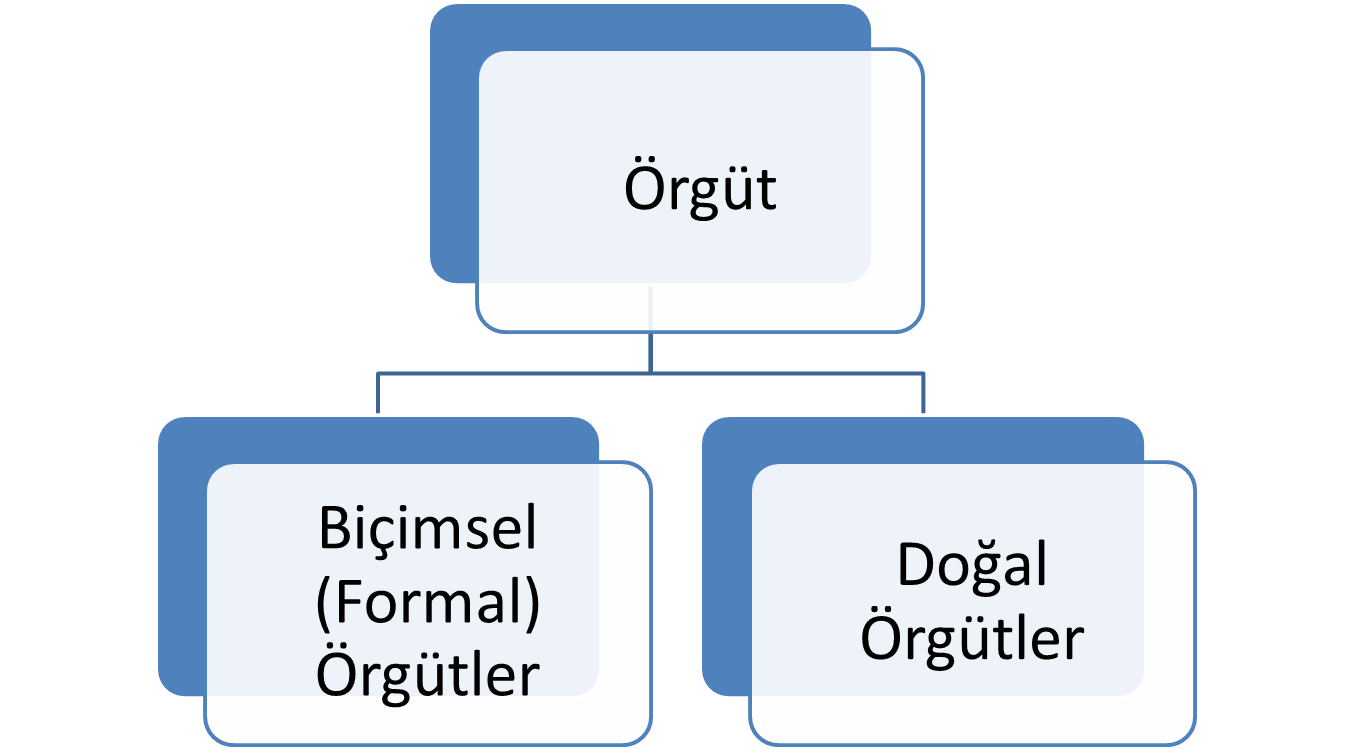 Örgüt
Biçimsel
(Formal)
Örgütler
Doğal
Örgütler